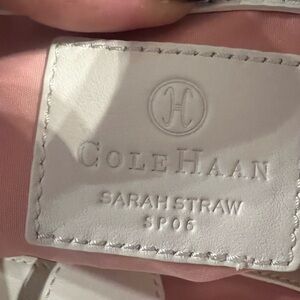 H
COLE HAAN
SARAH STRAW
SP06